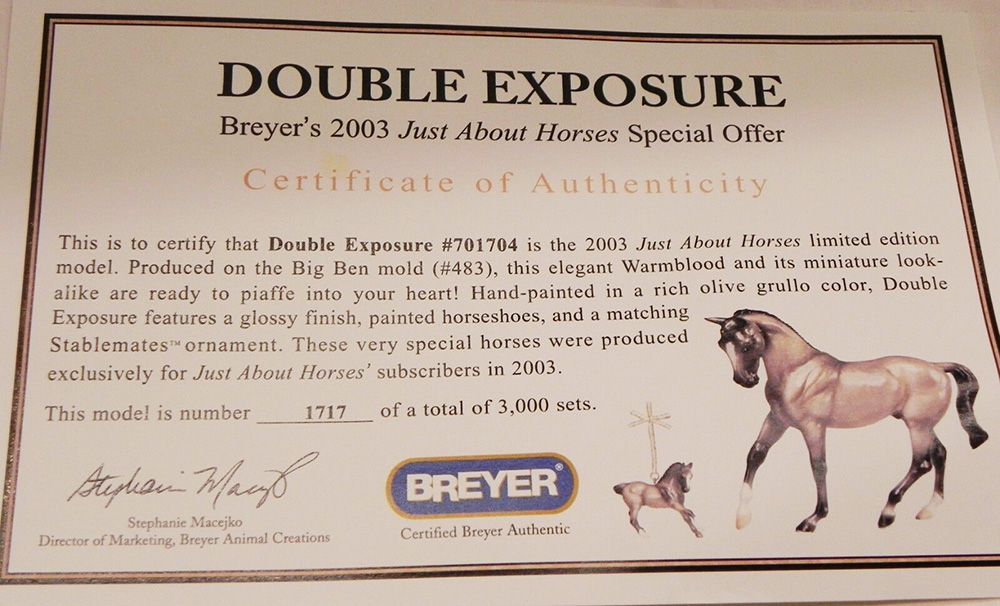 DOUBLE EXPOSURE
Breyer's 2003 Just About Horses Special Offer
Certificate of Authenticity
This is to certify that Double Exposure #701704 is the 2003 Just About Horses limited edition
model. Produced on the Big Ben mold (#483), this elegant Warmblood and its miniature look-
alike are ready to piaffe into your heart! Hand-painted in a rich olive grullo color, Double
Exposure features a glossy finish, painted horseshoes, and a matching
Stablemates™ ornament. These very special horses were produced
exclusively for Just About Horses' subscribers in 2003.
This model is number 1717 of a total of 3,000 sets.
Stephanie Macejko
Stephanie Macejko
Director of Marketing, Breyer Animal Creations
BREYER®
Certified Breyer Authentic